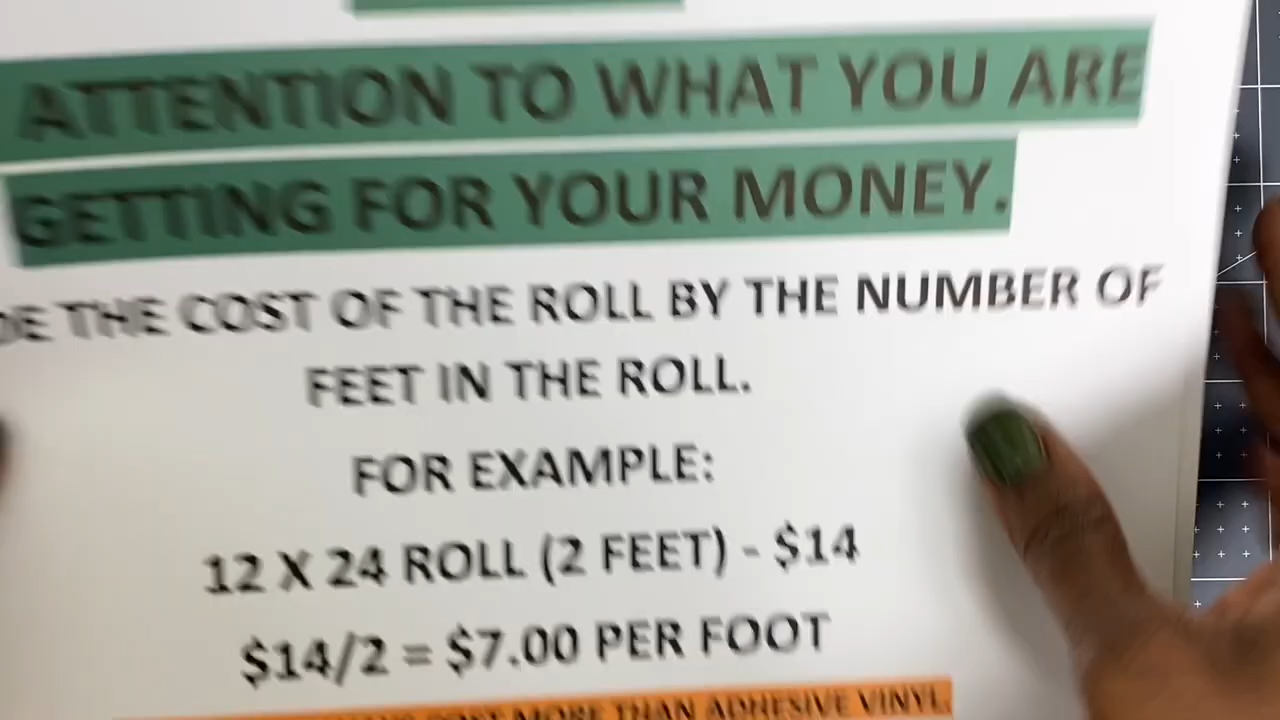 ATTENTION TO WHAT YOU ARE
GETTING FOR YOUR MONEY.
DE THE COST OF THE ROLL BY THE NUMBER OF
FEET IN THE ROLL.
FOR EXAMPLE:
12 X 24 ROLL (2 FEET) - $14
$14/2 = $7.00 PER FOOT
COST MORE THAN ADHESIVE VINYL.